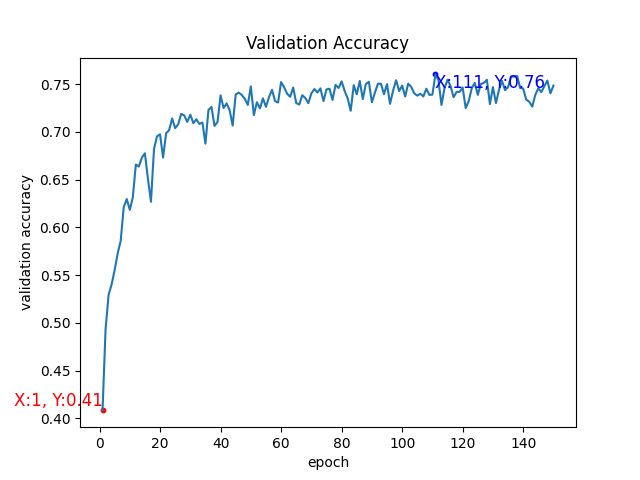 Validation Accuracy
validation accuracy
0.75
0.70
0.65
0.60
0.55
0.50
0.45
0.40
X:111, Y:0.76
X:1, Y:0.41
0 20 40 60 80 100 120 140
epoch